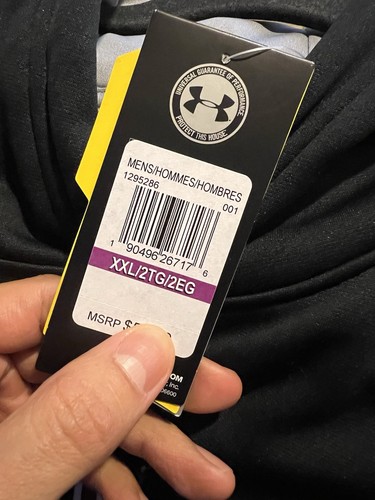 UNIVERSAL GUARANTEE OF PERFORMANCE
PROTECT THIS HOUSE
MENS/HOMMES/HOMBRES
1295286
001
1 90496 26717 6
XXL/2TG/2EG
MSRP $
Inc.